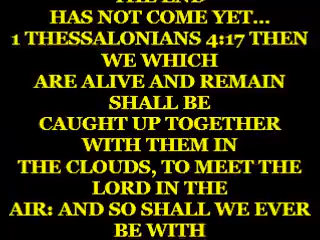 THE END
HAS NOT COME YET...
1 THESSALONIANS 4:17 THEN
WE WHICH
ARE ALIVE AND REMAIN
SHALL BE
CAUGHT UP TOGETHER
WITH THEM IN
THE CLOUDS, TO MEET THE
LORD IN THE
AIR: AND SO SHALL WE EVER
BE WITH